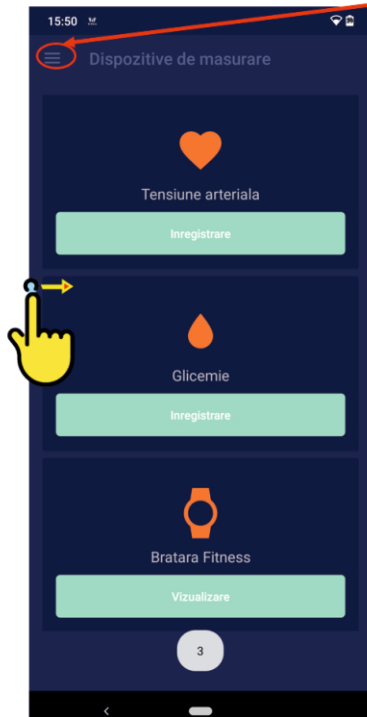 15:50
Dispozitive de masurare
Tensiune arteriala
Inregistrare
Glicemie
Inregistrare
Bratara Fitness
Vizualizare
3